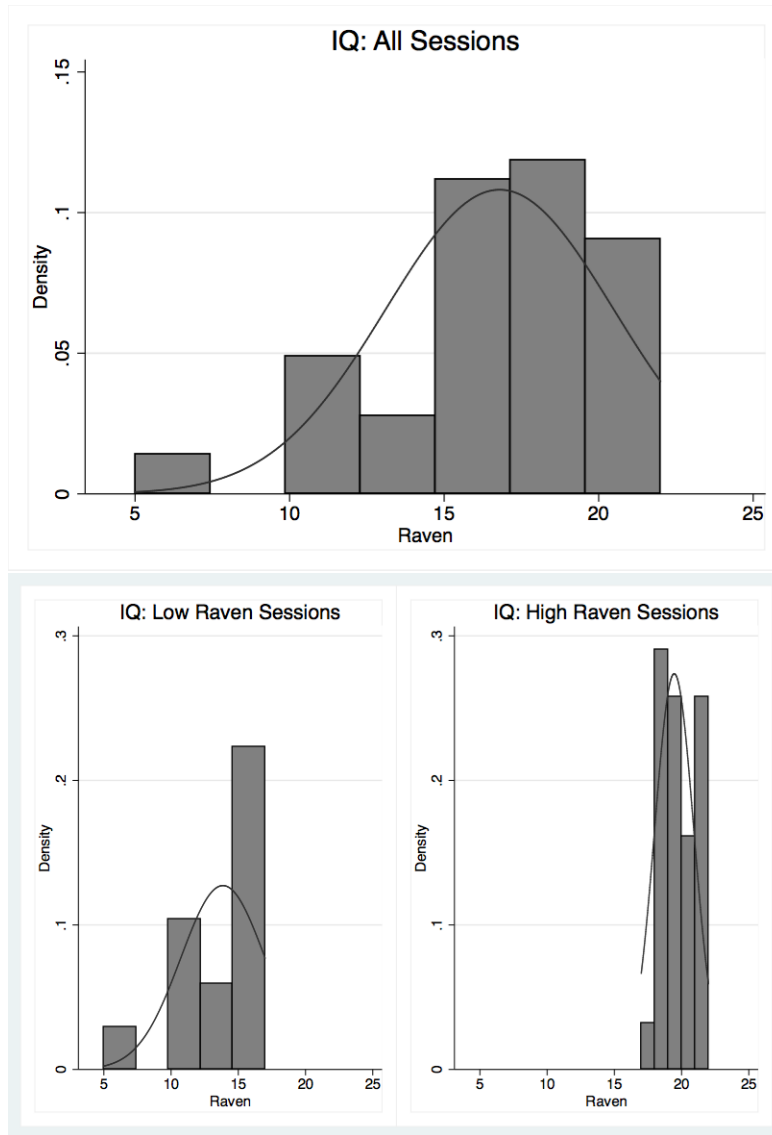 IQ: All Sessions
.15
.1
.05
0
Density
5 10 15 20 25
Raven
IQ: Low Raven Sessions
.3
.2
.1
0
Density
5 10 15 20 25
Raven
IQ: High Raven Sessions
.3
.2
.1
0
Density
5 10 15 20 25
Raven